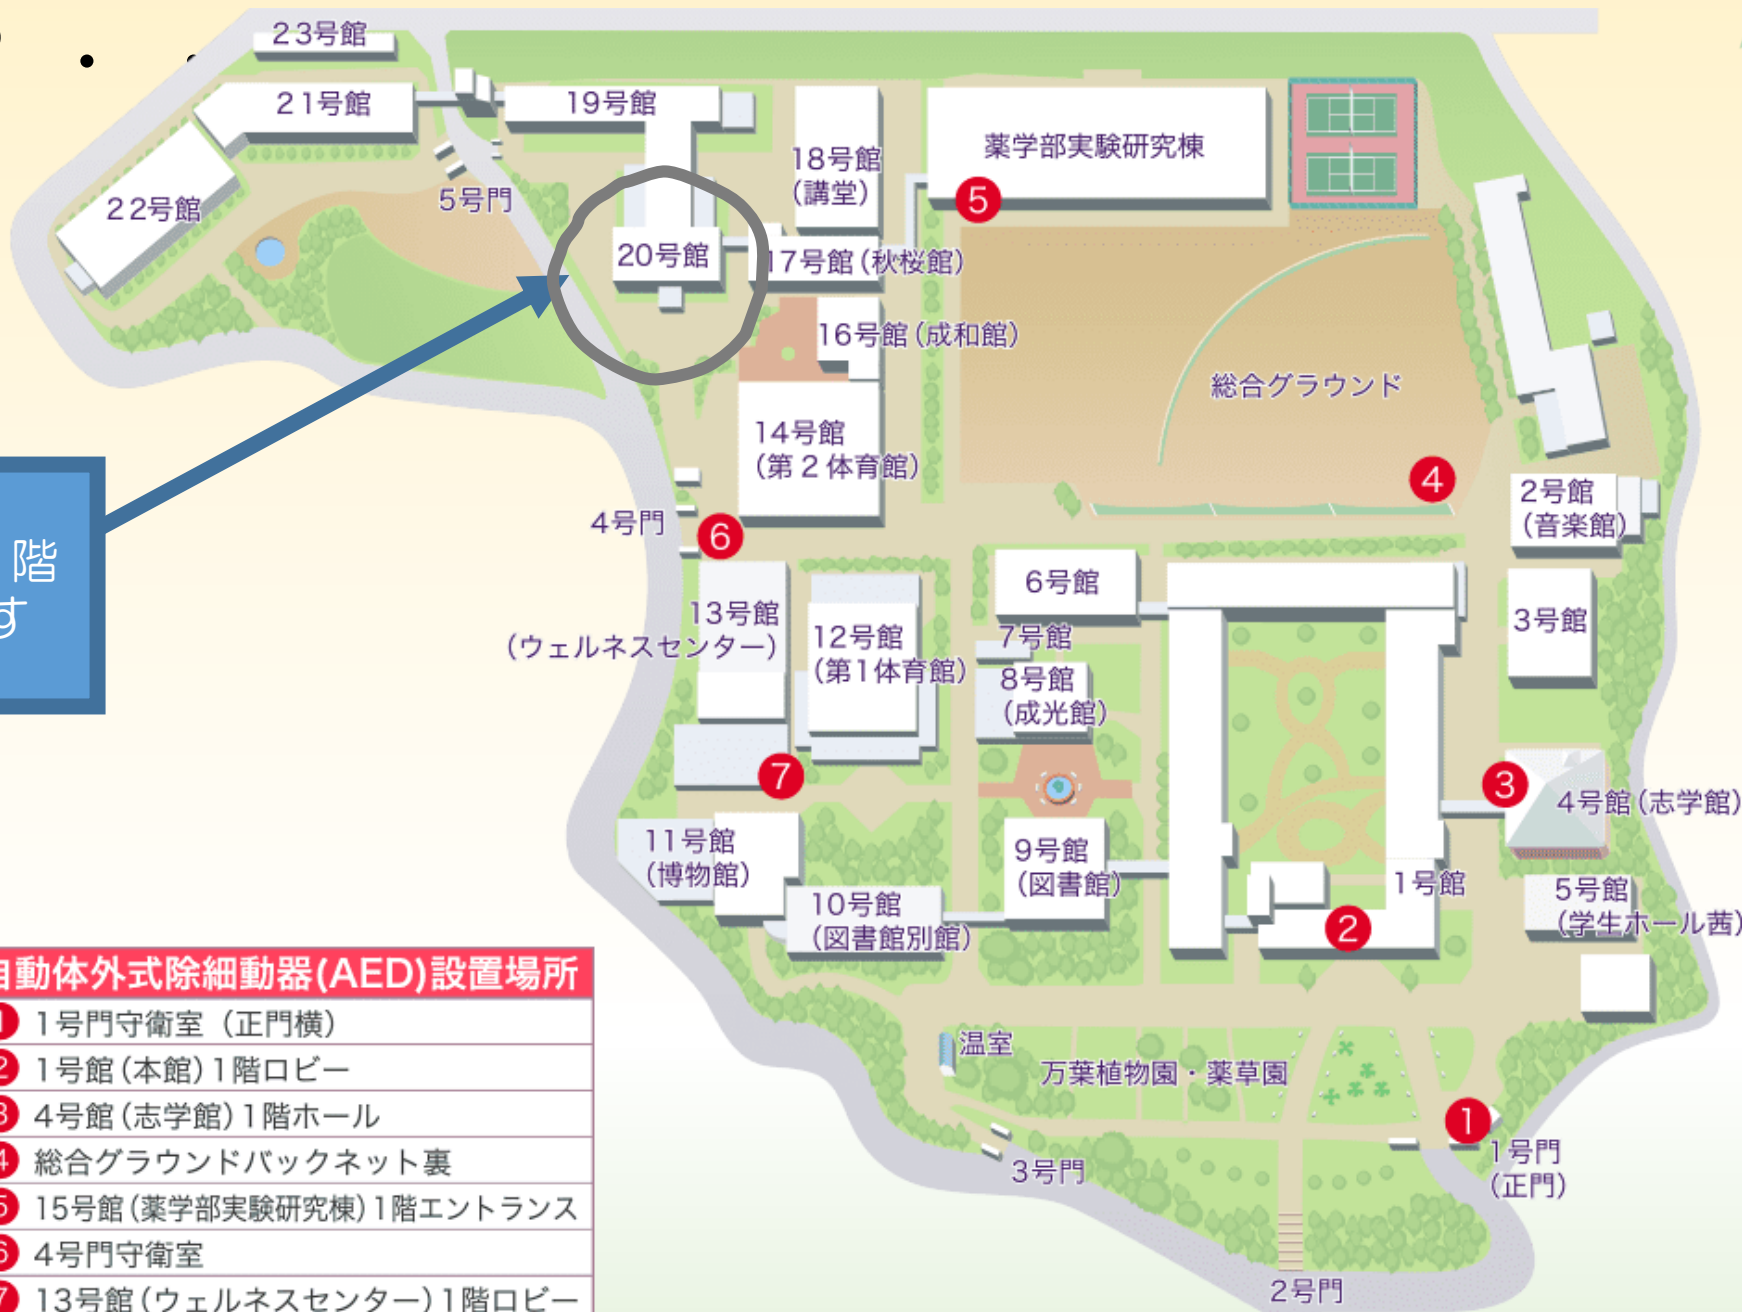 23号館
21号館
19号館
18号館
(講堂)
薬学部実験研究棟
22号館
5号門
5
20号館
17号館(秋桜館)
16号館(成和館)
総合グラウンド
14号館
(第2体育館)
4
2号館
(音楽館)
4号門
6
階
す
6号館
13号館
(ウェルネスセンター)
12号館
(第1体育館)
7号館
8号館
(成光館)
3号館
7
3
4号館(志学館)
11号館
(博物館)
9号館
(図書館)
1号館
5号館
(学生ホール茜)
10号館
(図書館別館)
2
自動体外式除細動器(AED)設置場所
1 1号門守衛室(正門横)
2 1号館(本館)1階ロビー
3 4号館(志学館)1階ホール
4 総合グラウンドバックネット裏
5 15号館(薬学部実験研究棟)1階エントランス
6 4号門守衛室
7 13号館(ウェルネスセンター)1階ロビー
温室
万葉植物園・薬草園
1
1号門
(正門)
3号門
2号門